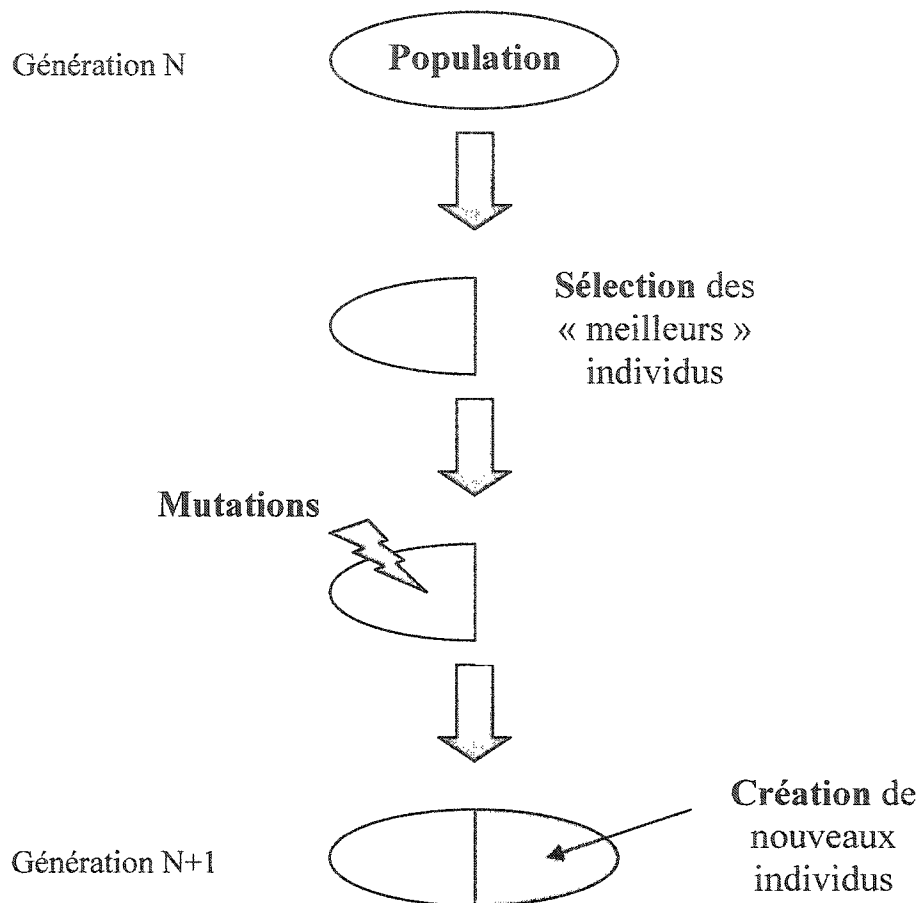 Génération N
Population
Sélection des
« meilleurs »
individus
Mutations
Création de
nouveaux
individus
Génération N+1